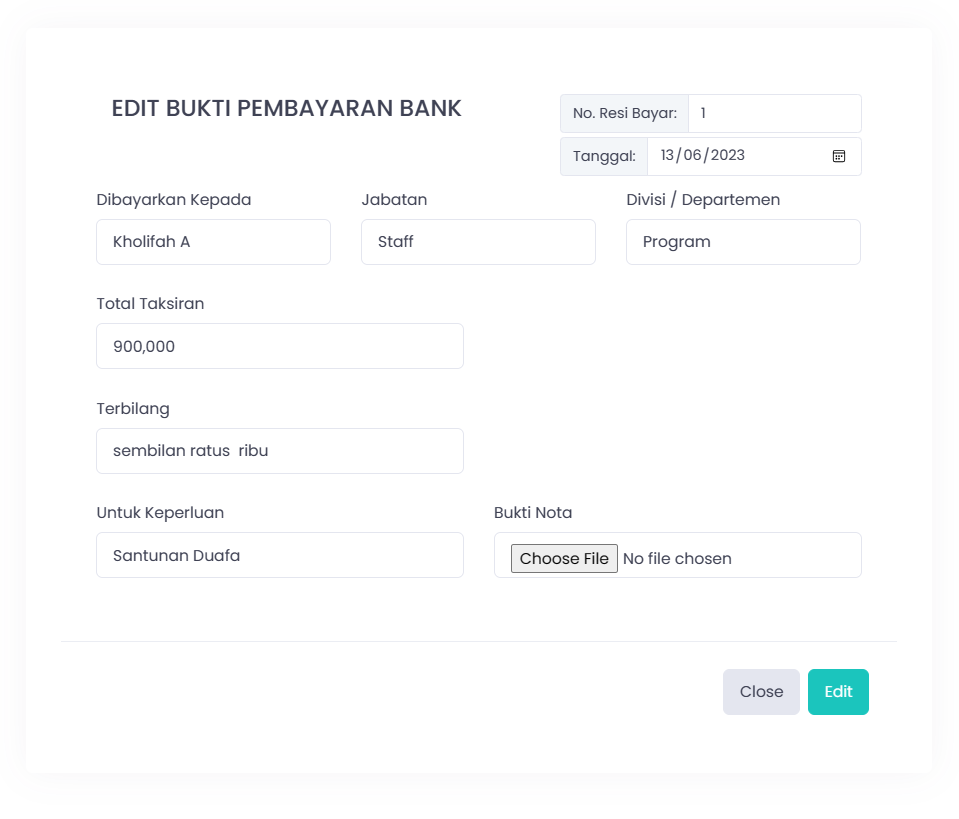 EDIT BUKTI PEMBAYARAN BANK
No. Resi Bayar: 1
Tanggal: 13/06/2023
Dibayarkan Kepada Jabatan Divisi / Departemen
Kholifah A Staff Program
Total Taksiran
900,000
Terbilang
sembilan ratus  ribu
Untuk Keperluan Bukti Nota
Santunan Duafa Choose File No file chosen
Close Edit